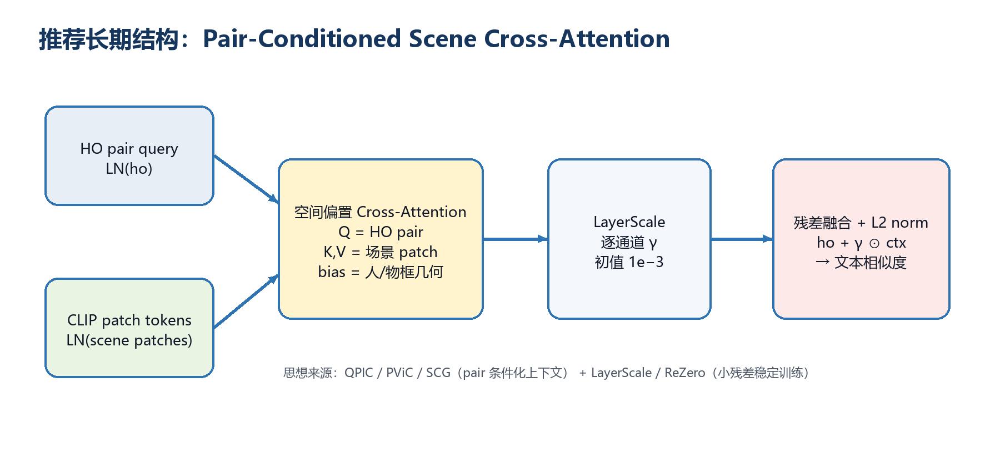 推荐长期结构：Pair-Conditioned Scene Cross-Attention
HO pair query
LN(ho)
CLIP patch tokens
LN(scene patches)
空间偏置 Cross-Attention
Q = HO pair
K,V = 场景 patch
bias = 人/物框几何
LayerScale
逐通道 γ
初值 1e−3
残差融合 + L2 norm
ho + γ ⊙ ctx
→ 文本相似度
思想来源：QPIC / PViC / SCG（pair 条件化上下文） + LayerScale / ReZero（小残差稳定训练）